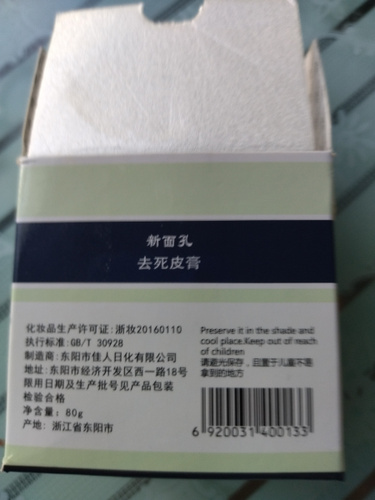 新面孔
去死皮膏
化妆品生产许可证:浙妆20160110
执行标准:GB/T 30928
制造商:东阳市佳人日化有限公司
地址:东阳市经济开发区西一路18号
限用日期及生产批号见产品包装
检验合格
净含量: 80g
产地: 浙江省东阳市
Preserve it in the shade and
cool place.Keep out of reach
of children
请避光保存，且置于儿童不易
拿到的地方
6 920031 400133